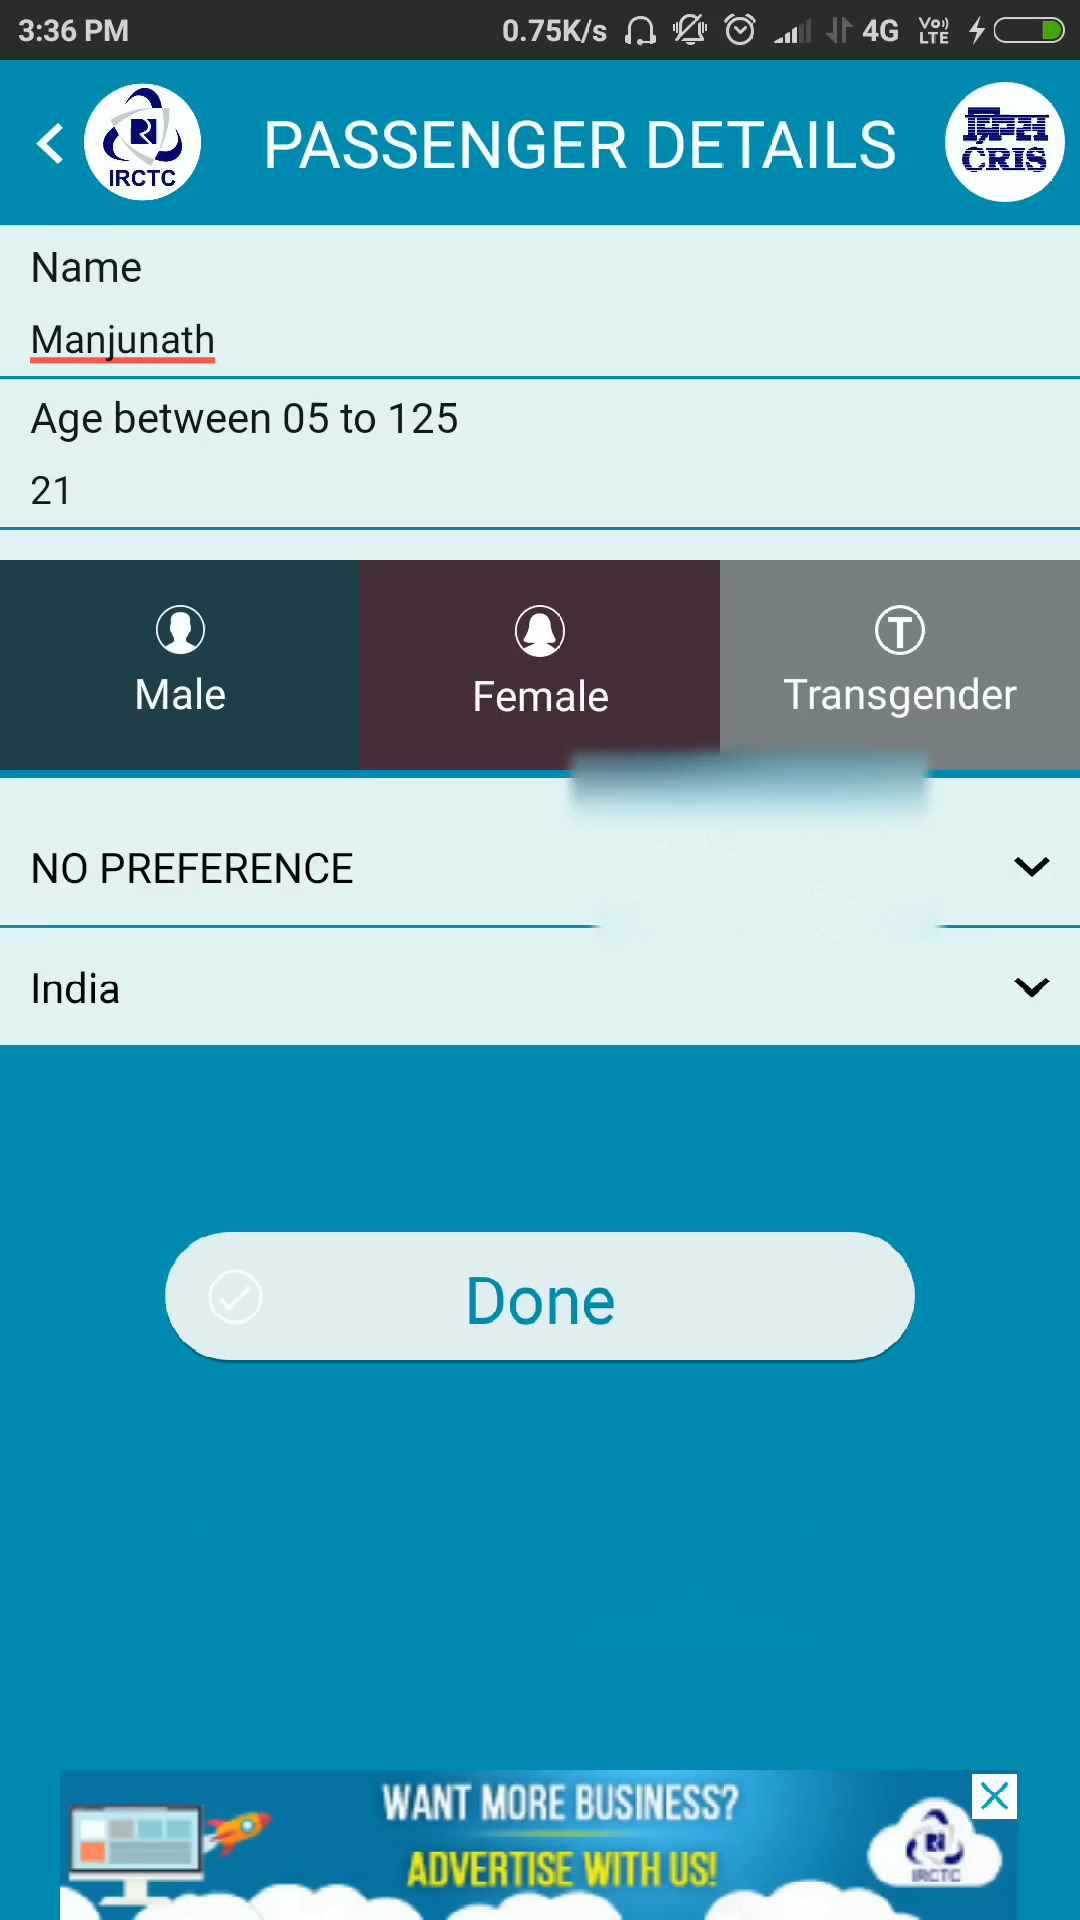 3:36 PM 0.75K/s 4G VoLTE
IRCTC PASSENGER DETAILS CRIS
Name
Manjunath
Age between 05 to 125
21
Male Female T Transgender
NO PREFERENCE
India
Done
WANT MORE BUSINESS?
ADVERTISE WITH US!
IRCTC